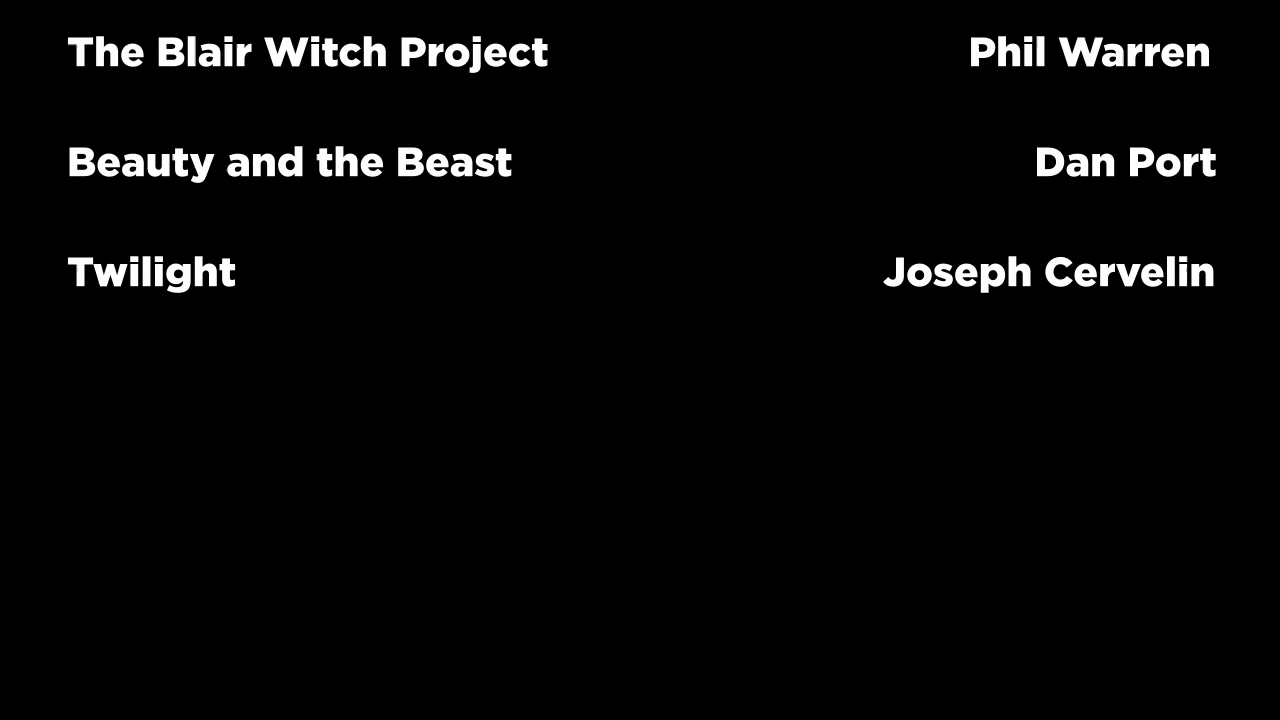 The Blair Witch Project Phil Warren
Beauty and the Beast Dan Port
Twilight Joseph Cervelin